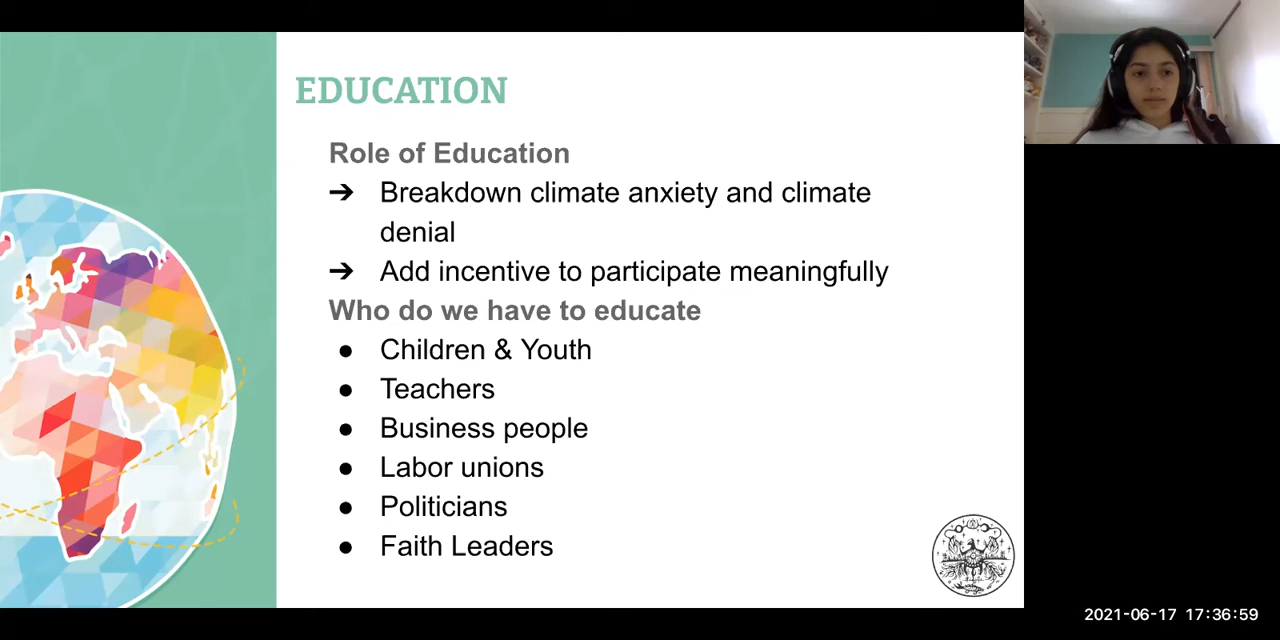 EDUCATION
Role of Education
➔ Breakdown climate anxiety and climate
denial
➔ Add incentive to participate meaningfully
Who do we have to educate
● Children & Youth
● Teachers
● Business people
● Labor unions
● Politicians
● Faith Leaders
2021-06-17 17:36:59